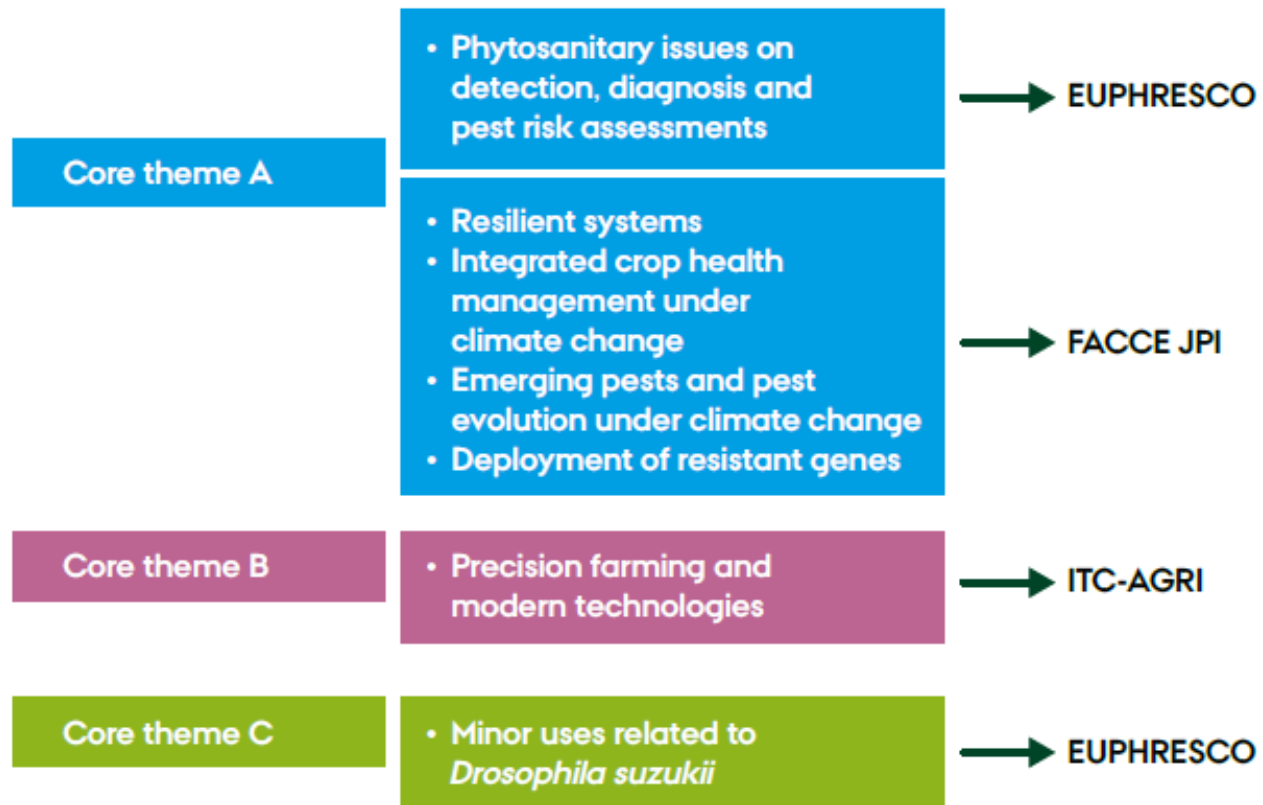 • Phytosanitary issues on
detection, diagnosis and
pest risk assessments
EUPHRESCO
Core theme A
• Resilient systems
• Integrated crop health
management under
climate change
• Emerging pests and pest
evolution under climate change
• Deployment of resistant genes
FACCE JPI
Core theme B
• Precision farming and
modern technologies
ITC-AGRI
Core theme C
• Minor uses related to
Drosophila suzukii
EUPHRESCO